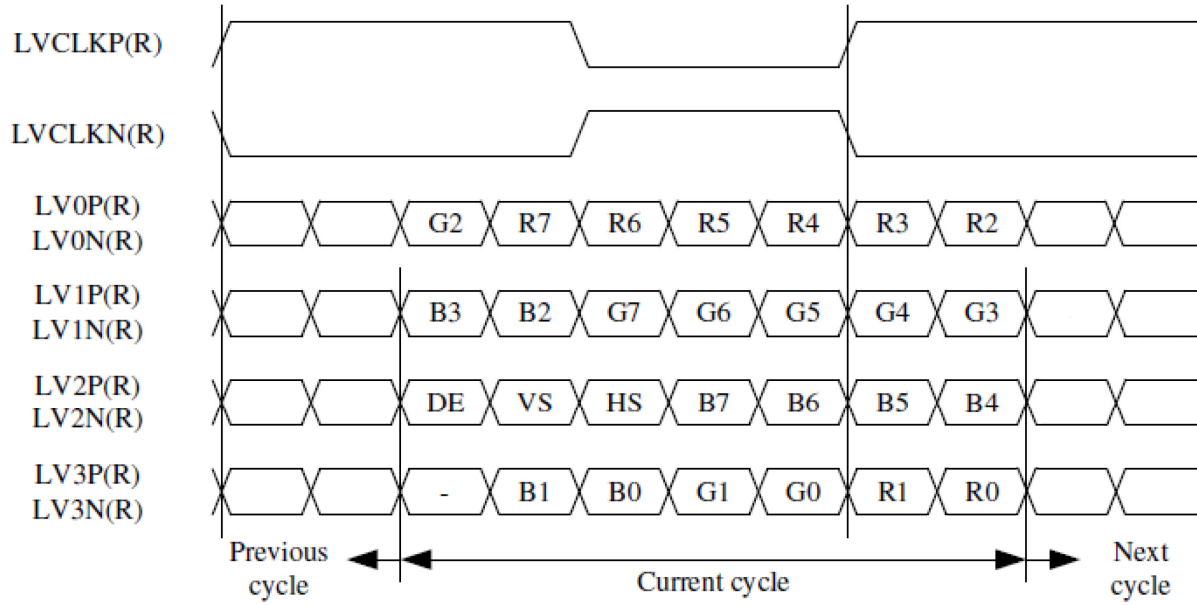 LVCLKP(R)
LVCLKN(R)
LV0P(R)
LV0N(R)
G2 R7 R6 R5 R4 R3 R2
LV1P(R)
LV1N(R)
B3 B2 G7 G6 G5 G4 G3
LV2P(R)
LV2N(R)
DE VS HS B7 B6 B5 B4
LV3P(R)
LV3N(R)
- B1 B0 G1 G0 R1 R0
Previous
cycle
Current cycle
Next
cycle